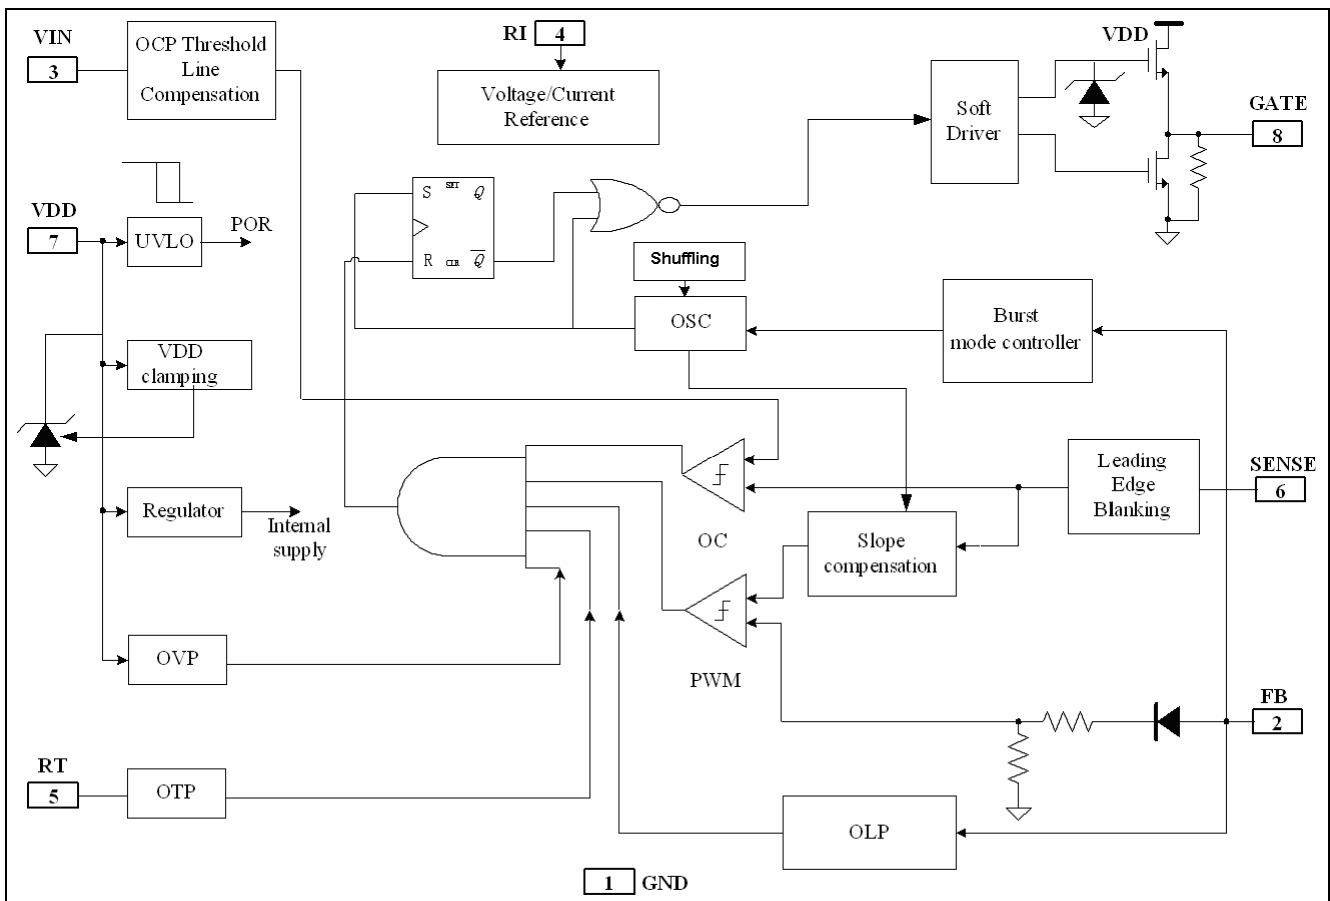 VIN
3
OCP Threshold
Line
Compensation
RI
4
Voltage/Current
Reference
VDD
Soft
Driver
GATE
8
S
SET
Q
R
CLR
Q
VDD
7
UVLO
POR
Shuffling
OSC
Burst
mode controller
VDD
clamping
Regulator
Internal
supply
OC
Leading
Edge
Blanking
SENSE
6
Slope
compensation
OVP
PWM
FB
2
RT
5
OTP
OLP
1
GND